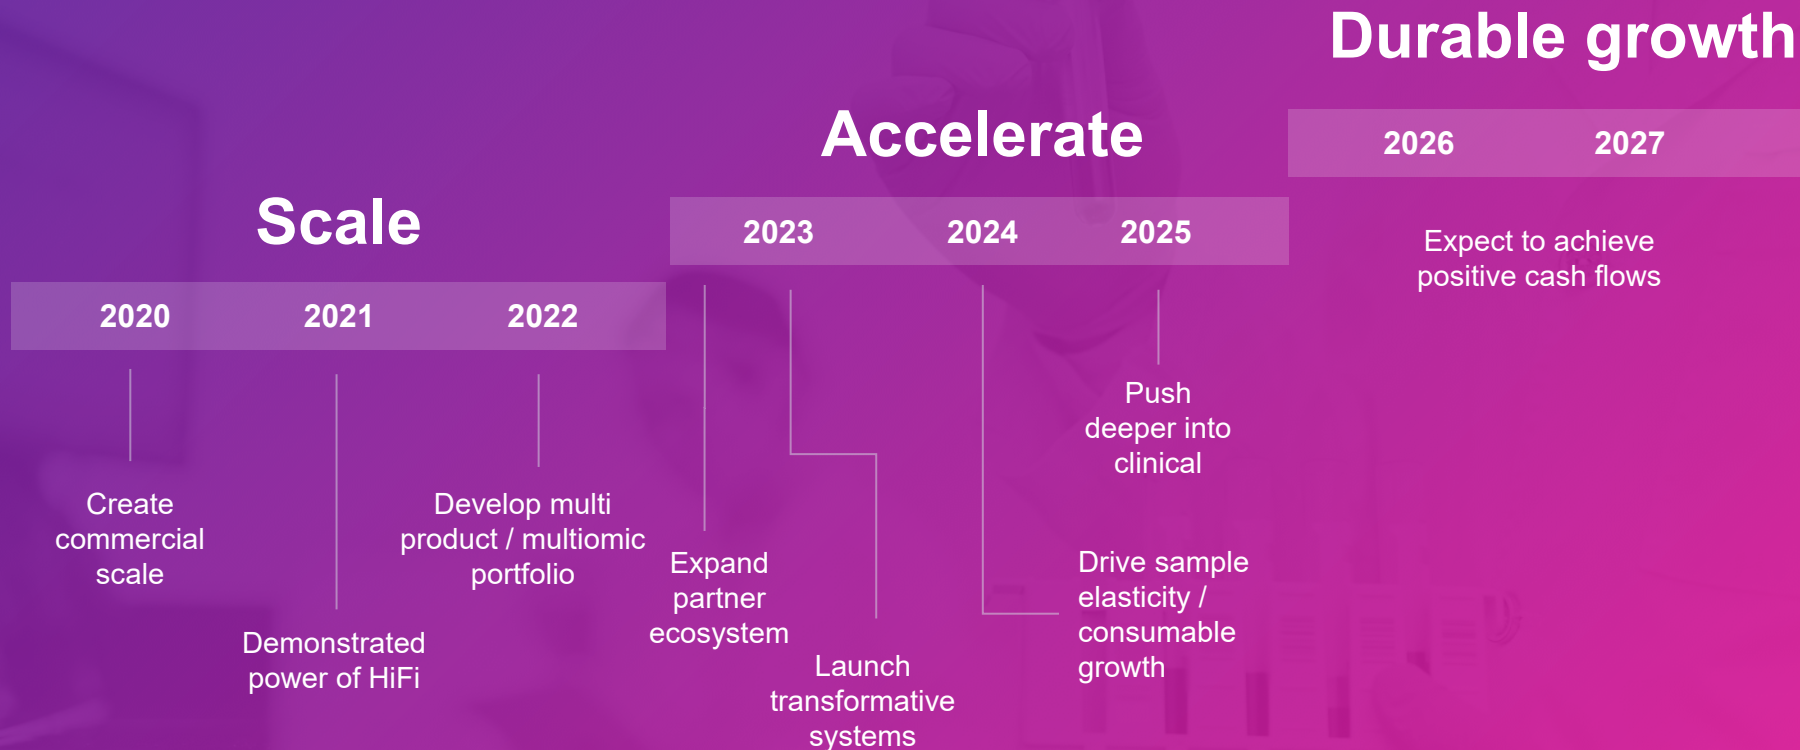 Durable growth
2026 2027
Expect to achieve
positive cash flows
Accelerate
2023 2024 2025
Scale
2020 2021 2022
Create
commercial
scale
Demonstrated
power of HiFi
Develop multi
product / multiomic
portfolio
Expand
partner
ecosystem
Launch
transformative
systems
Drive sample
elasticity /
consumable
growth
Push
deeper into
clinical